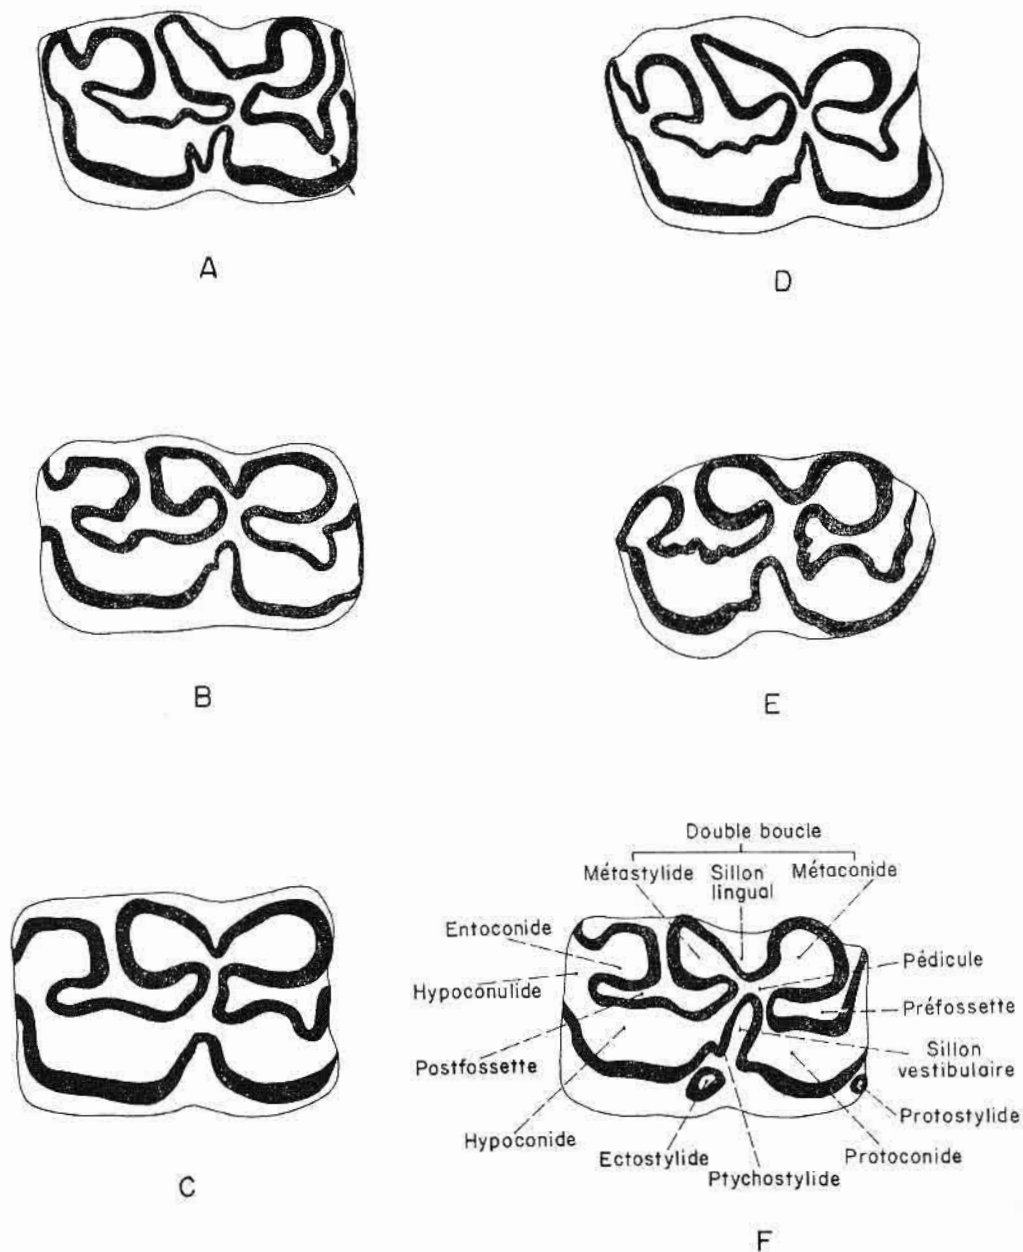 A
D
B
E
C
Double boucle
Métastylide
Sillon
lingual
Métaconide
Entoconide
Hypoconulide
Postfossette
Hypoconide
Ectostylide
Ptychostylide
Protoconide
Protostylide
Sillon
vestibulaire
Préfossette
Pédicule
F